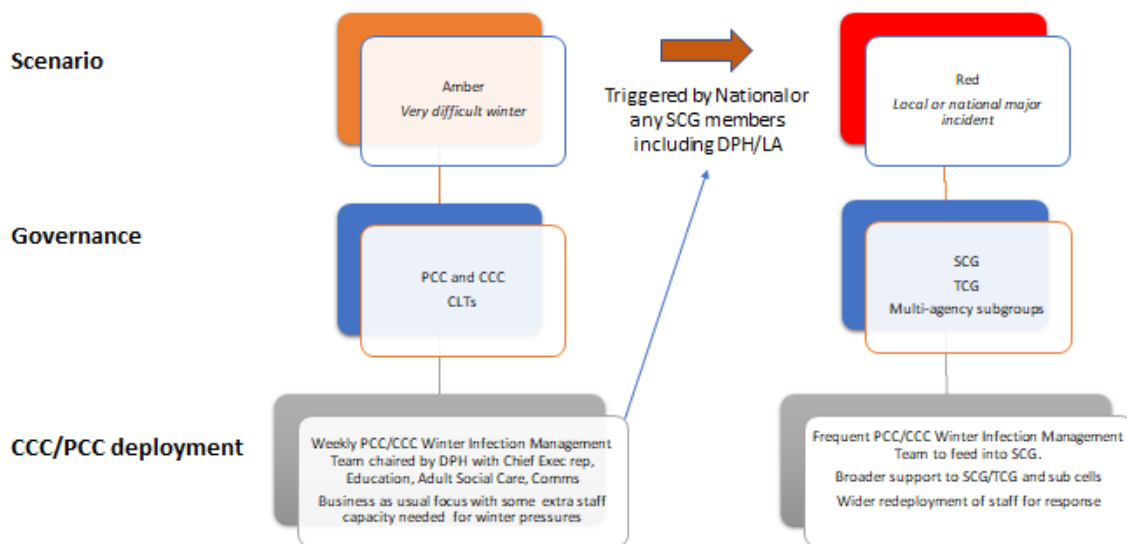 Scenario
Amber
Very difficult winter
Triggered by National or
any SCG members
including DPH/LA
Red
Local or national major
incident
Governance
PCC and CCC
CLTs
SCG
TCG
Multi-agency subgroups
CCC/PCC deployment
Weekly PCC/CCC Winter Infection Management
Team chaired by DPH with Chief Exec rep,
Education, Adult Social Care, Comms
Business as usual focus with some extra staff
capacity needed for winter pressures
Frequent PCC/CCC Winter Infection Management
Team to feed into SCG.
Broader support to SCG/TCG and sub cells
Wider redeployment of staff for response